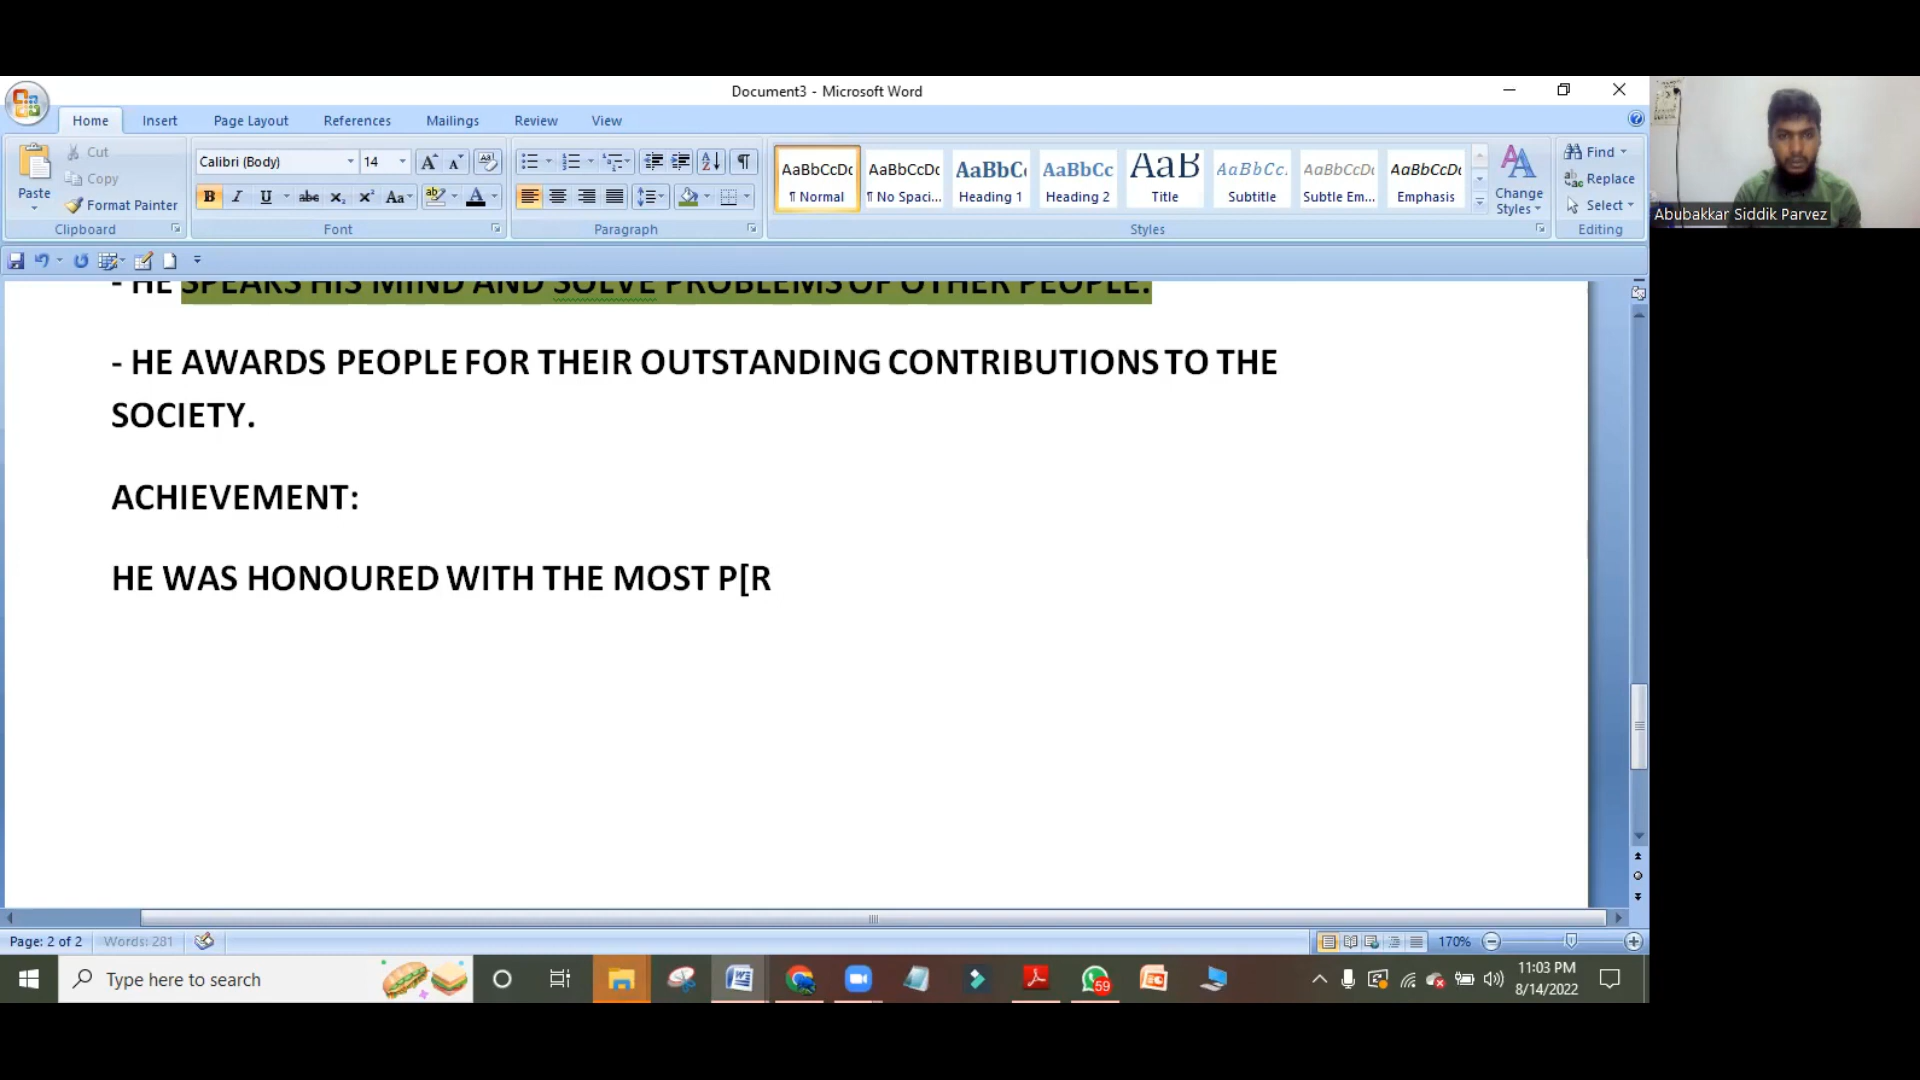 Document3 - Microsoft Word
Home Insert Page Layout References Mailings Review View
Paste Cut Copy Format Painter Clipboard
Calibri (Body) 14 Font
Paragraph
AaBbCcDc AaBbCcDc AaBbC AaBbCc AaB AaBbCc. AaBbCcDc AaBbCcDc
¶ Normal ¶ No Spaci... Heading 1 Heading 2 Title Subtitle Subtle Em... Emphasis
Styles
Change Styles
Find Replace Select Editing
Abubakkar Siddik Parvez
- HE SPEAKS HIS MIND AND SOLVE PROBLEMS OF OTHER PEOPLE.
- HE AWARDS PEOPLE FOR THEIR OUTSTANDING CONTRIBUTIONS TO THE
SOCIETY.
ACHIEVEMENT:
HE WAS HONOURED WITH THE MOST P[R
Page: 2 of 2 Words: 281 170%
Type here to search
59
11:03 PM
8/14/2022